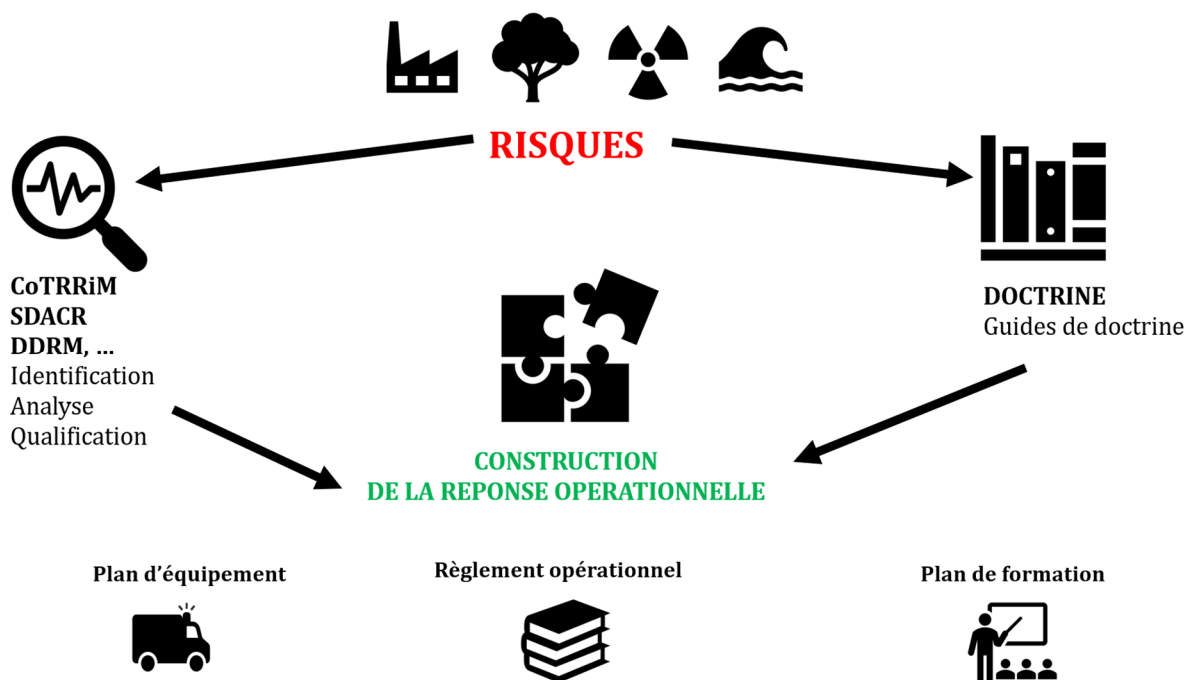 RISQUES
CoTRRiM
SDACR
DDRM, ...
Identification
Analyse
Qualification
DOCTRINE
Guides de doctrine
CONSTRUCTION
DE LA REPONSE OPERATIONNELLE
Plan d’équipement
Règlement opérationnel
Plan de formation